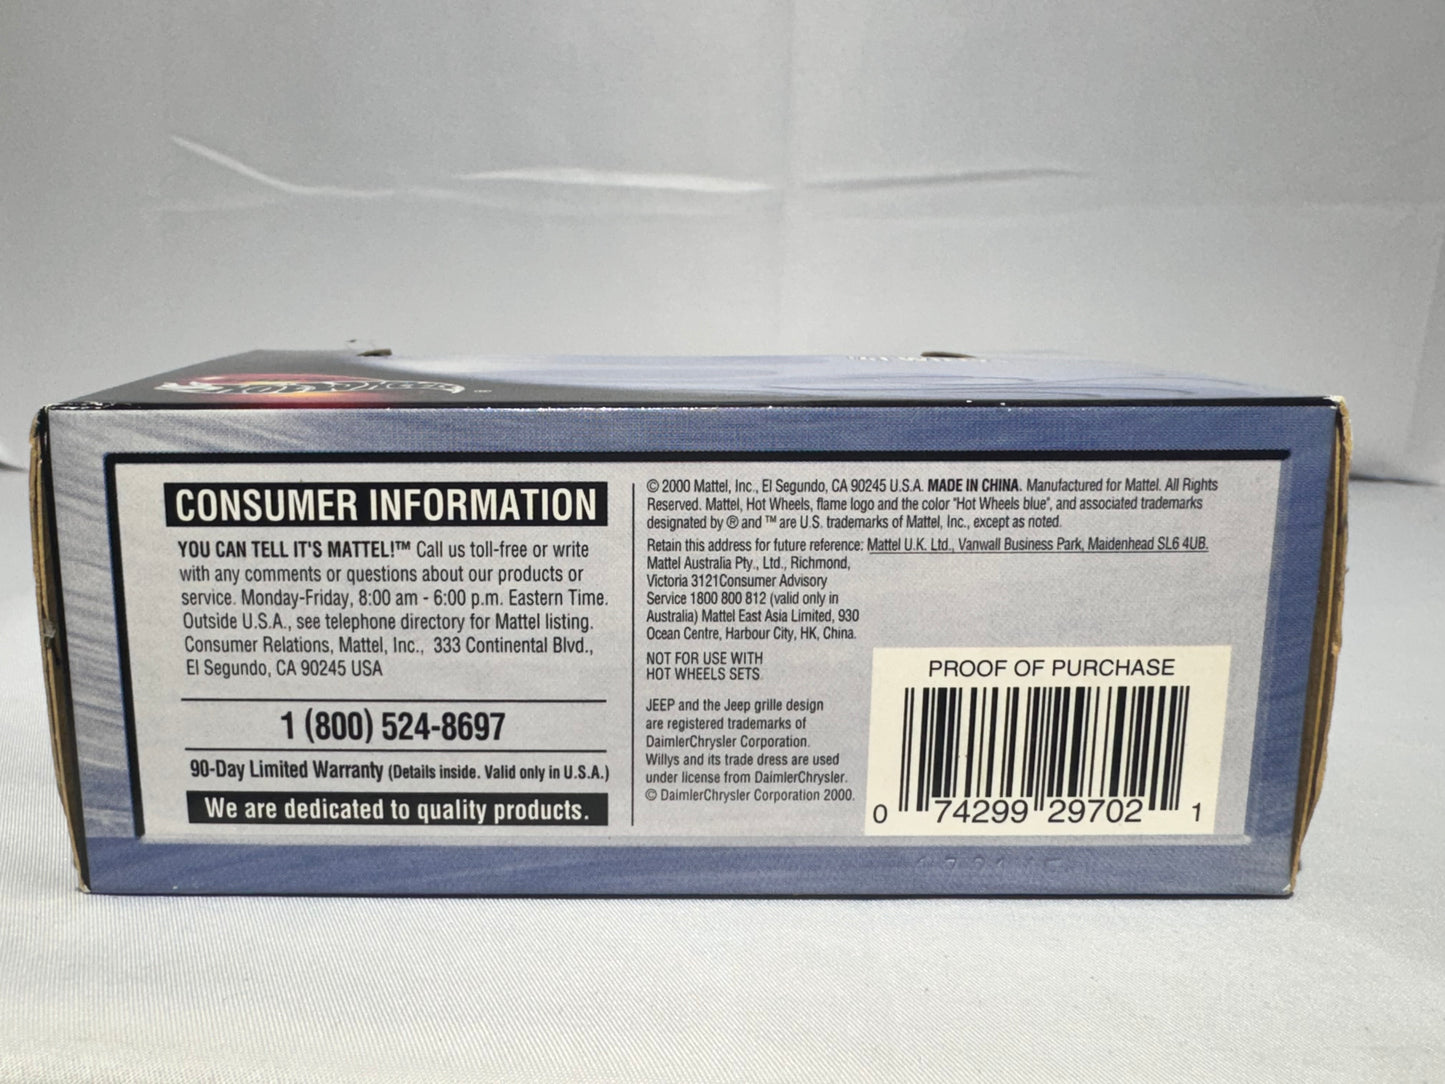 CONSUMER INFORMATION
YOU CAN TELL IT'S MATTEL!™ Call us toll-free or write
with any comments or questions about our products or
service. Monday-Friday, 8:00 am - 6:00 p.m. Eastern Time.
Outside U.S.A., see telephone directory for Mattel listing.
Consumer Relations, Mattel, Inc., 333 Continental Blvd.,
El Segundo, CA 90245 USA
1 (800) 524-8697
90-Day Limited Warranty (Details inside. Valid only in U.S.A.)
We are dedicated to quality products.
© 2000 Mattel, Inc., El Segundo, CA 90245 U.S.A. MADE IN CHINA. Manufactured for Mattel. All Rights
Reserved. Mattel, Hot Wheels, flame logo and the color "Hot Wheels blue", and associated trademarks
designated by ® and ™ are U.S. trademarks of Mattel, Inc., except as noted.
Retain this address for future reference: Mattel U.K. Ltd., Vanwall Business Park, Maidenhead SL6 4UB.
Mattel Australia Pty., Ltd., Richmond,
Victoria 3121Consumer Advisory
Service 1800 800 812 (valid only in
Australia) Mattel East Asia Limited, 930
Ocean Centre, Harbour City, HK, China.
NOT FOR USE WITH
HOT WHEELS SETS
JEEP and the Jeep grille design
are registered trademarks of
DaimlerChrysler Corporation.
Willys and its trade dress are used
under license from DaimlerChrysler.
© DaimlerChrysler Corporation 2000.
PROOF OF PURCHASE
0 74299 29702 1